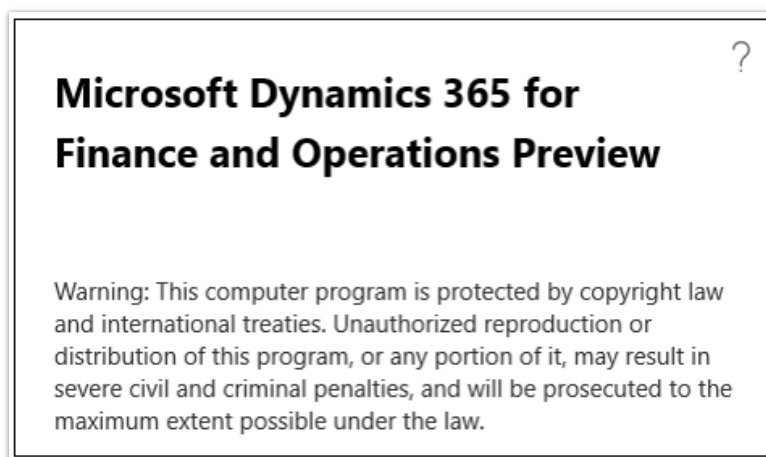 ?
Microsoft Dynamics 365 for
Finance and Operations Preview
Warning: This computer program is protected by copyright law
and international treaties. Unauthorized reproduction or
distribution of this program, or any portion of it, may result in
severe civil and criminal penalties, and will be prosecuted to the
maximum extent possible under the law.